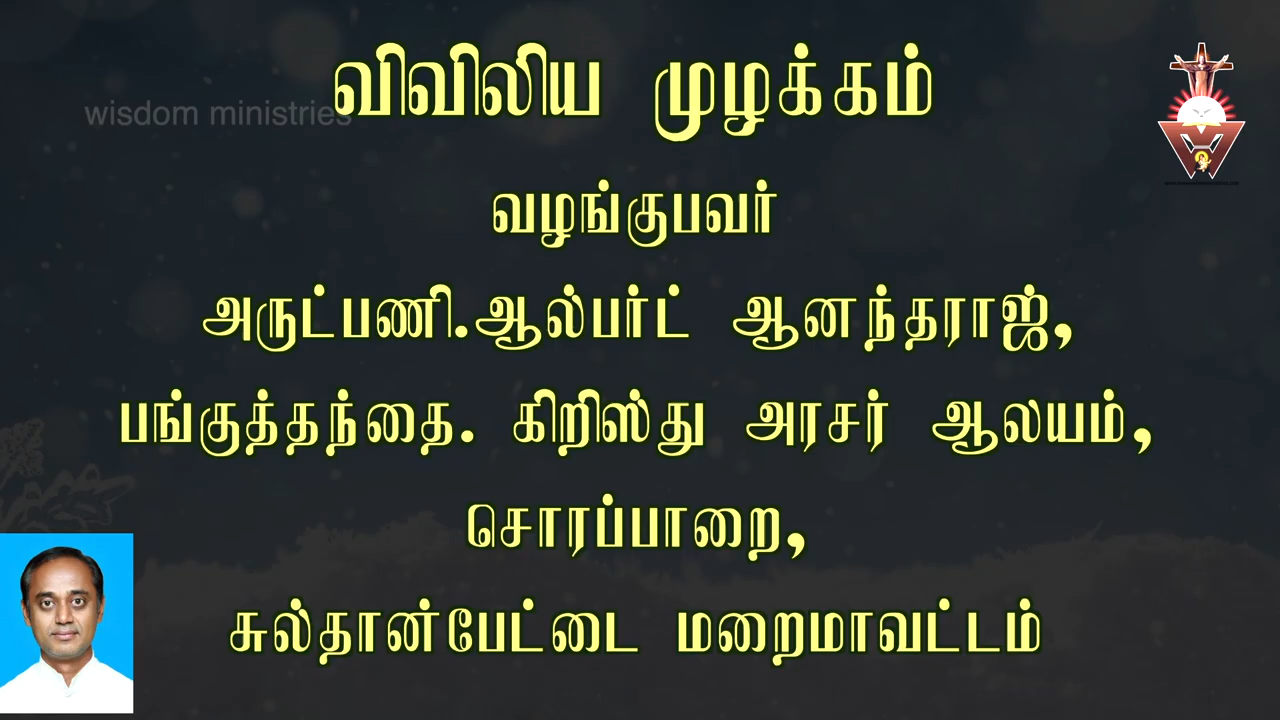 விவிலிய முழக்கம்
wisdom ministries
வழங்குபவர்
அருட்பணி.ஆல்பர்ட் ஆனந்தராஜ்,
பங்குத்தந்தை. கிறிஸ்து அரசர் ஆலயம்,
சொரப்பாறை,
சுல்தான்பேட்டை மறைமாவட்டம்